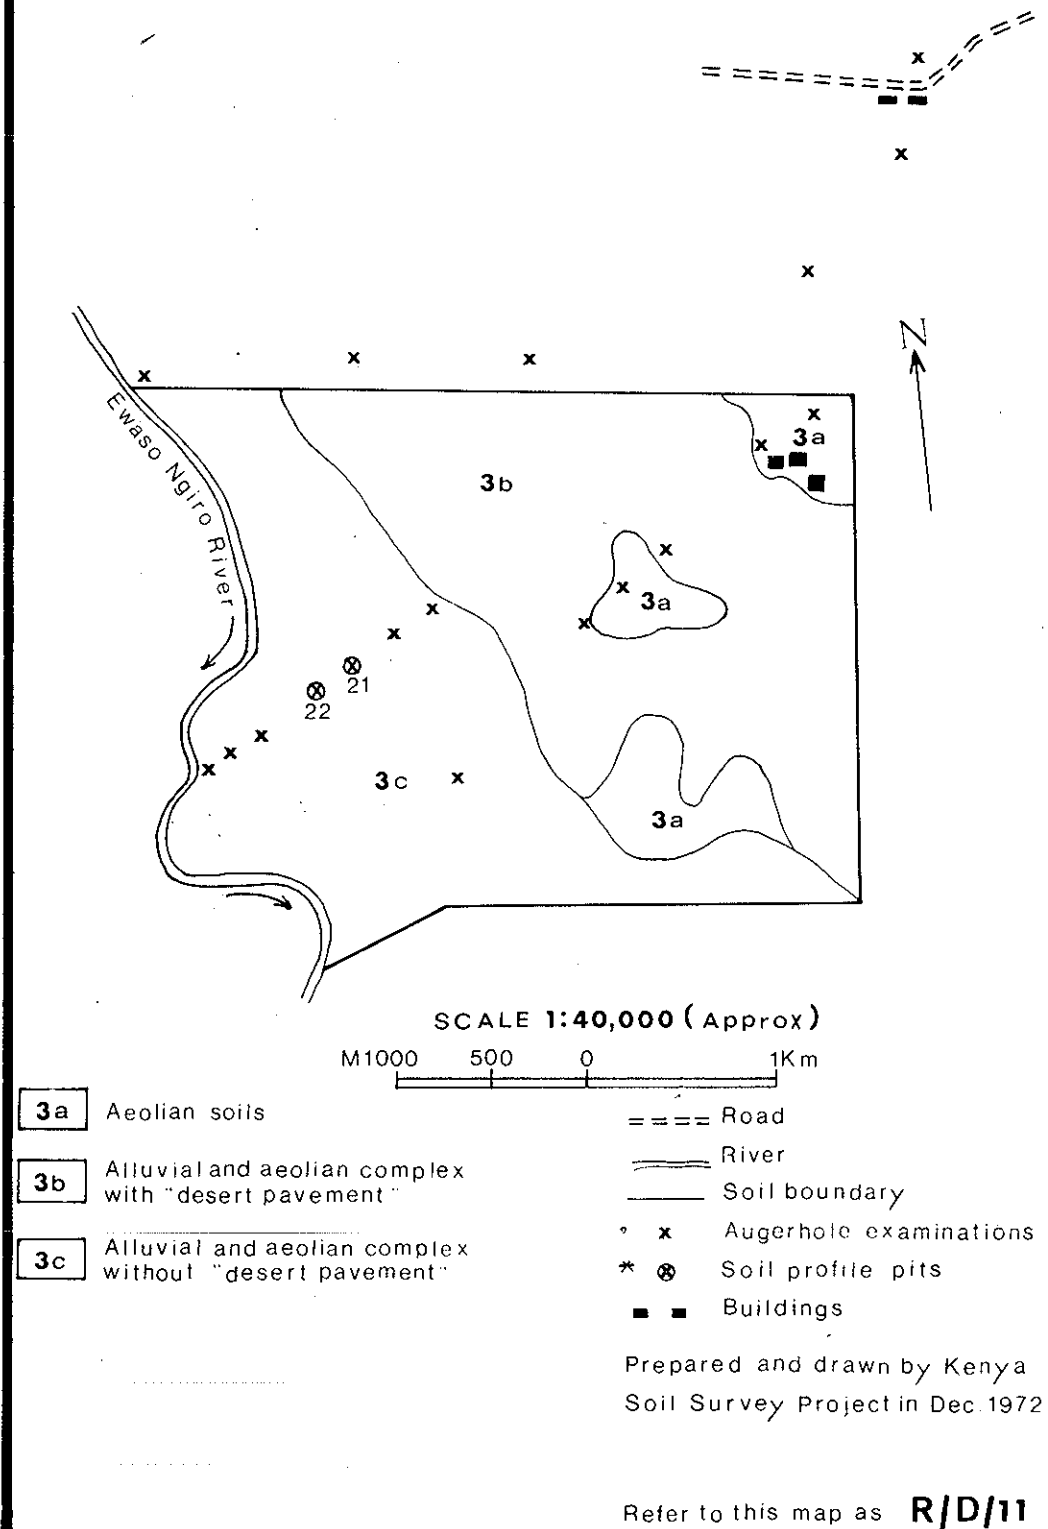 N
Ewaso Ngiro River
3a
3b
3a
21
22
3c
3a
SCALE 1:40,000 (Approx)
M1000 500 0 1Km
3a Aeolian soils
3b Alluvial and aeolian complex
with "desert pavement"
3c Alluvial and aeolian complex
without "desert pavement"
Road
River
Soil boundary
Augerhole examinations
Soil profile pits
Buildings
Prepared and drawn by Kenya
Soil Survey Project in Dec. 1972
Refer to this map as R/D/11